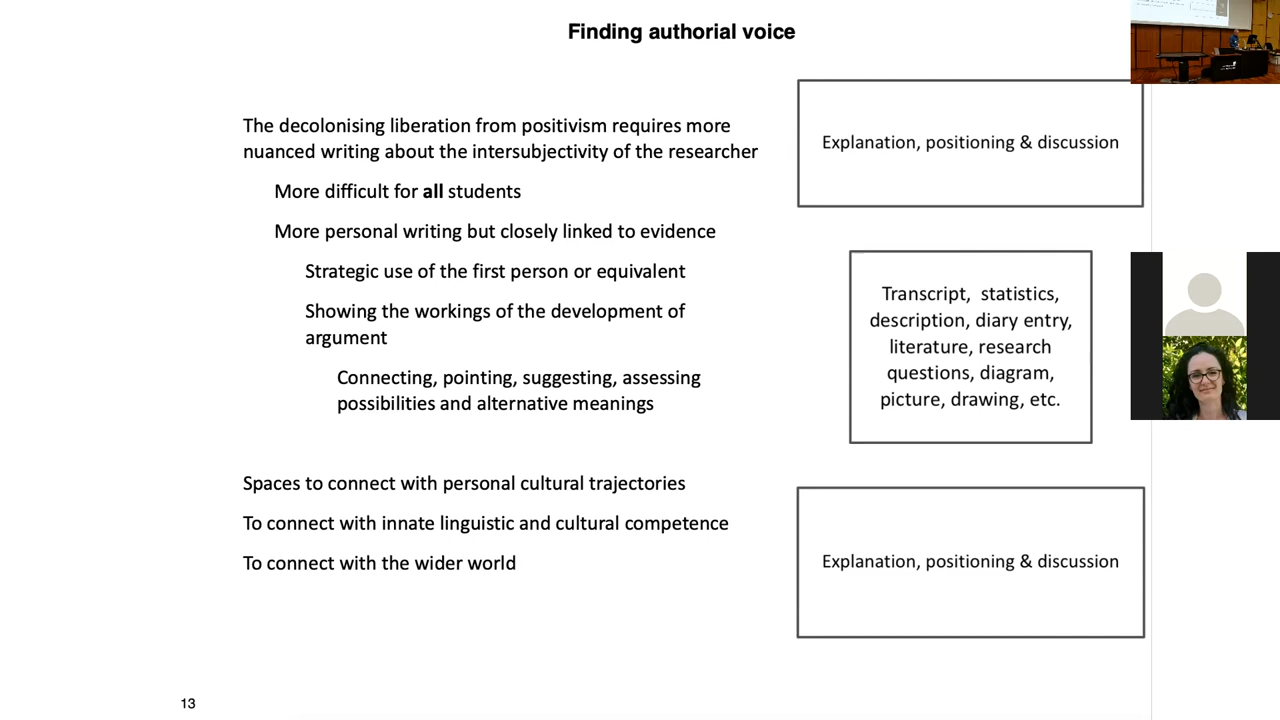 Finding authorial voice
The decolonising liberation from positivism requires more
nuanced writing about the intersubjectivity of the researcher
More difficult for all students
More personal writing but closely linked to evidence
Strategic use of the first person or equivalent
Showing the workings of the development of
argument
Connecting, pointing, suggesting, assessing
possibilities and alternative meanings
Spaces to connect with personal cultural trajectories
To connect with innate linguistic and cultural competence
To connect with the wider world
Explanation, positioning & discussion
Transcript, statistics,
description, diary entry,
literature, research
questions, diagram,
picture, drawing, etc.
Explanation, positioning & discussion
13